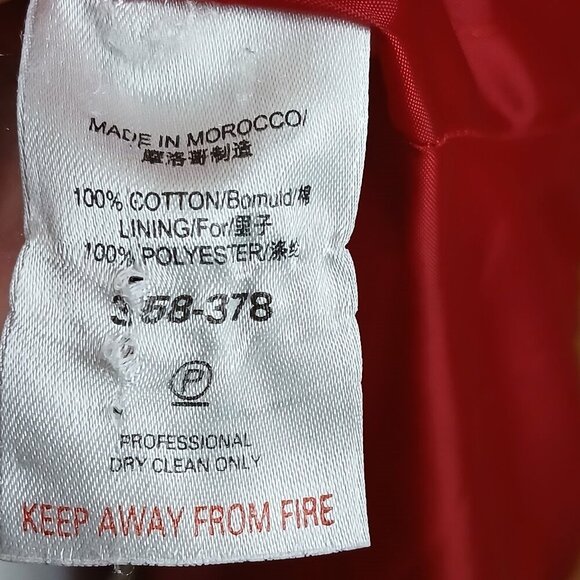 MADE IN MOROCCO/
摩洛哥制造
100% COTTON/Bomuld/棉
LINING/For/里子
100% POLYESTER/涤纶
3158-378
P
PROFESSIONAL
DRY CLEAN ONLY
KEEP AWAY FROM FIRE